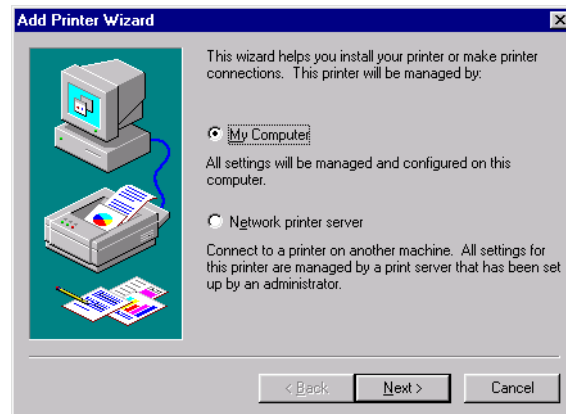 Add Printer Wizard
This wizard helps you install your printer or make printer
connections.  This printer will be managed by:
My Computer
All settings will be managed and configured on this
computer.
Network printer server
Connect to a printer on another machine.  All settings for
this printer are managed by a print server that has been set
up by an administrator.
< Back
Next >
Cancel